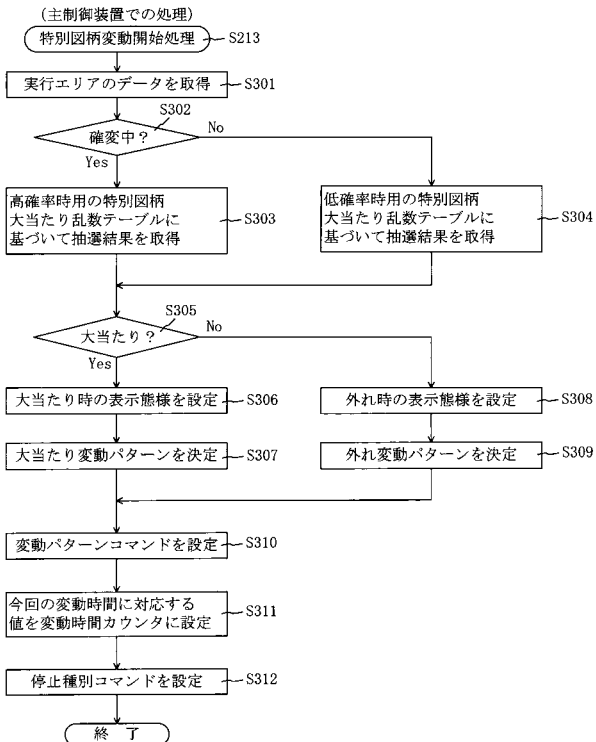 (主制御装置での処理)
特別図柄変動開始処理
S213
実行エリアのデータを取得
S301
S302
確変中?
No
Yes
高確率時用の特別図柄
大当たり乱数テーブルに
基づいて抽選結果を取得
S303
低確率時用の特別図柄
大当たり乱数テーブルに
基づいて抽選結果を取得
S304
S305
大当たり?
No
Yes
大当たり時の表示態様を設定
S306
外れ時の表示態様を設定
S308
大当たり変動パターンを決定
S307
外れ変動パターンを決定
S309
変動パターンコマンドを設定
S310
今回の変動時間に対応する
値を変動時間カウンタに設定
S311
停止種別コマンドを設定
S312
終 了